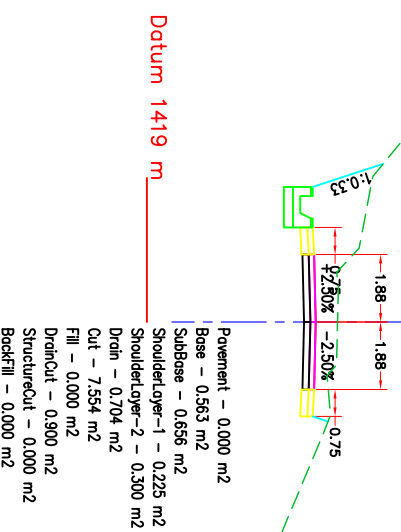 Datum 1419 m
1:0.33
0.75
1.88
+2.50%
1.88
-2.50%
0.75
Pavement - 0.000 m2
Base - 0.563 m2
SubBase - 0.656 m2
ShoulderLayer-1 - 0.225 m2
ShoulderLayer-2 - 0.300 m2
Drain - 0.704 m2
Cut - 7.554 m2
Fill - 0.000 m2
DrainCut - 0.900 m2
StructureCut - 0.000 m2
BackFill - 0.000 m2